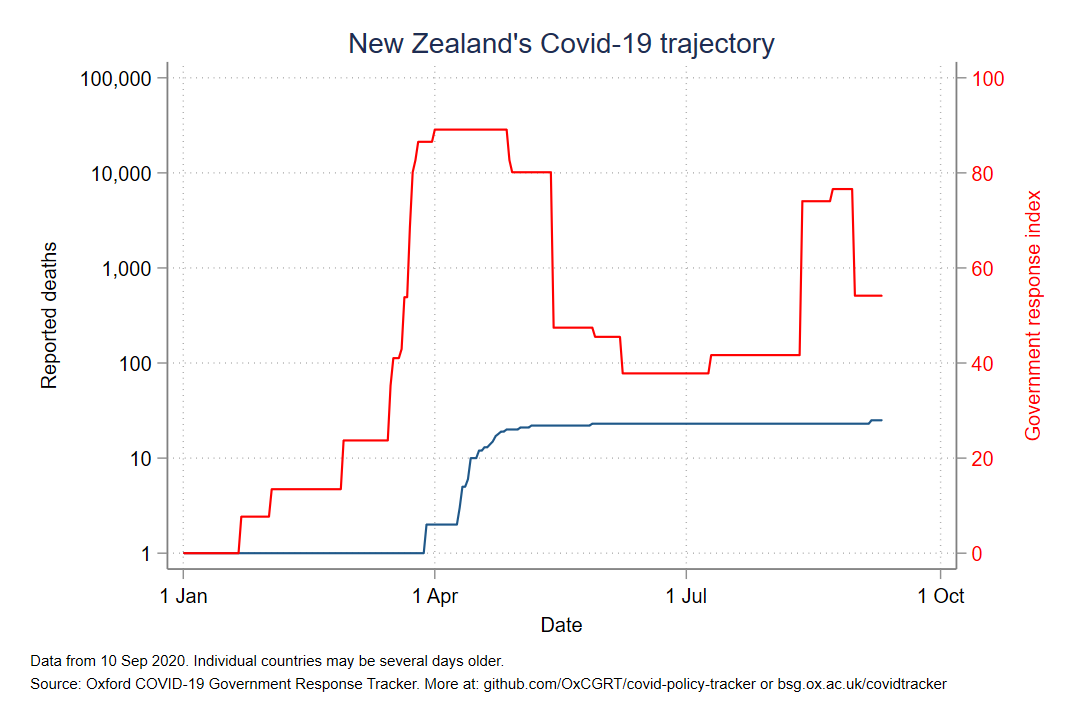 New Zealand's Covid-19 trajectory
100,000
10,000
1,000
100
10
1
Reported deaths
100
80
60
40
20
0
Government response index
1 Jan
1 Apr
1 Jul
1 Oct
Date
Data from 10 Sep 2020. Individual countries may be several days older.
Source: Oxford COVID-19 Government Response Tracker. More at: github.com/OxCGRT/covid-policy-tracker or bsg.ox.ac.uk/covidtracker